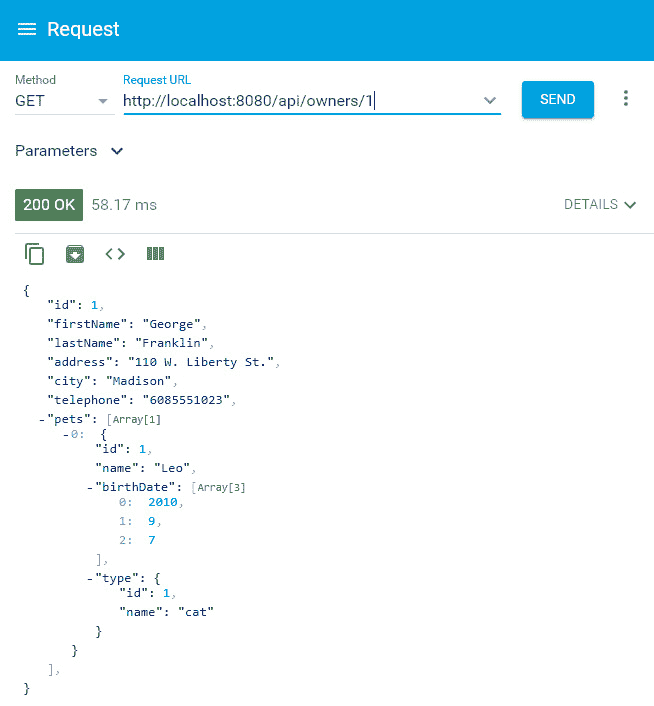 Request
Method
Request URL
GET
http://localhost:8080/api/owners/1
SEND
Parameters
200 OK
58.17 ms
DETAILS
{
"id": 1,
"firstName": "George",
"lastName": "Franklin",
"address": "110 W. Liberty St.",
"city": "Madison",
"telephone": "6085551023",
-"pets": [Array[1]
-0: {
"id": 1,
"name": "Leo",
-"birthDate": [Array[3]
0: 2010,
1: 9,
2: 7
],
-"type": {
"id": 1,
"name": "cat"
}
}
],
}